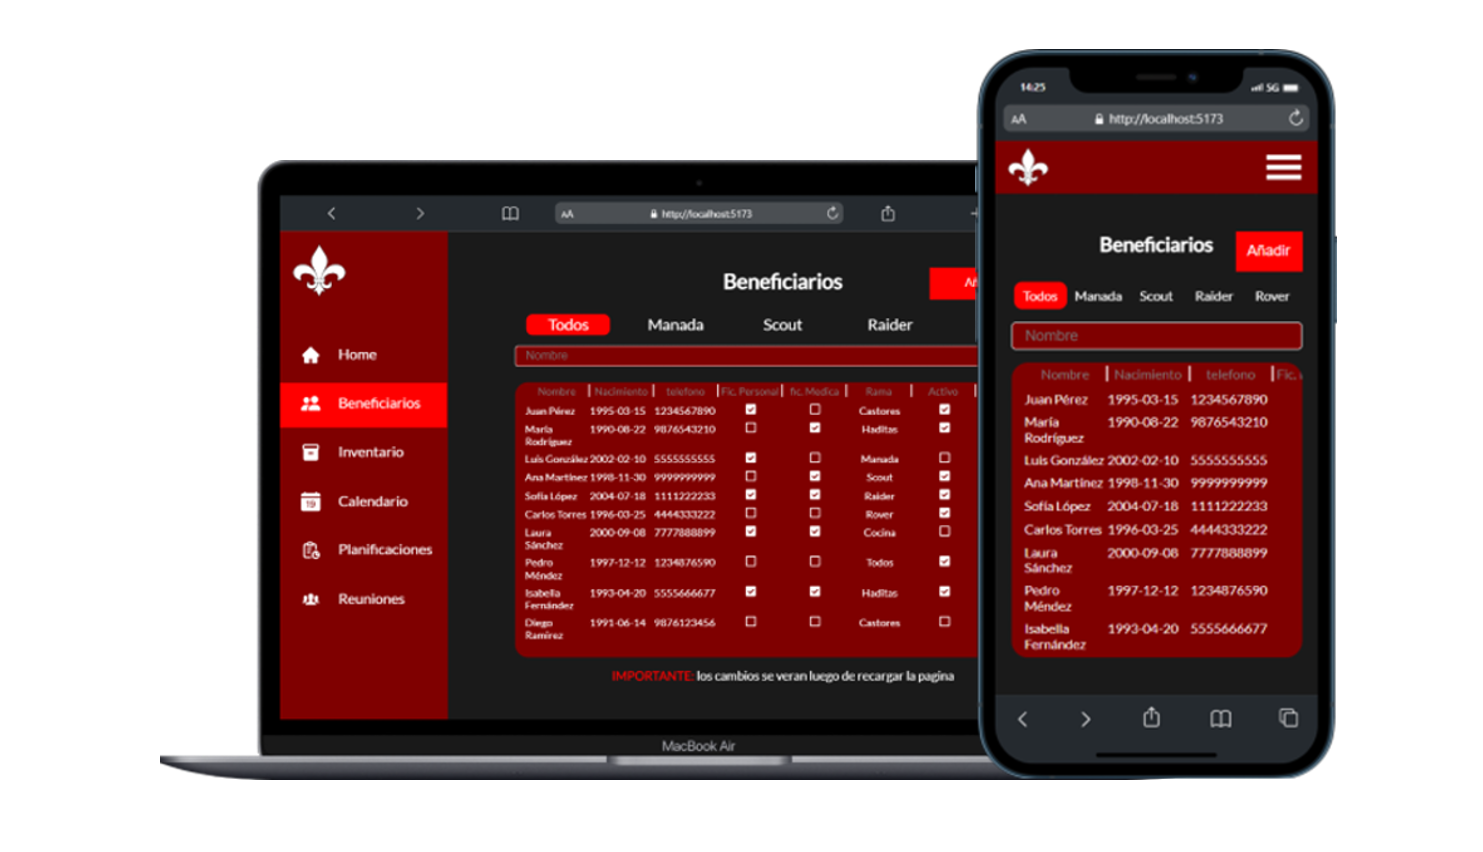 http://localhost:5173
Home
Beneficiarios
Inventario
19
Calendario
Planificaciones
Reuniones
Beneficiarios
Todos Manada Scout Raider
Nombre
Nombre Nacimiento telefono Fic. Personal fic. Medica Rama Activo
Juan Pérez 1995-03-15 1234567890 Castores
María Rodríguez 1990-08-22 9876543210 Haditas
Luis González 2002-02-10 5555555555 Manada
Ana Martínez 1998-11-30 9999999999 Scout
Sofía López 2004-07-18 1111222233 Raider
Carlos Torres 1996-03-25 4444333222 Rover
Laura Sánchez 2000-09-08 7777888899 Cocina
Pedro Méndez 1997-12-12 1234876590 Todos
Isabella Fernández 1993-04-20 5555666677 Haditas
Diego Ramírez 1991-06-14 9876123456 Castores
IMPORTANTE: los cambios se veran luego de recargar la pagina
MacBook Air
14:25 5G
AA http://localhost:5173
Beneficiarios
Añadir
Todos Manada Scout Raider Rover
Nombre
Nombre Nacimiento telefono Fic.
Juan Pérez 1995-03-15 1234567890
María Rodríguez 1990-08-22 9876543210
Luis González 2002-02-10 5555555555
Ana Martínez 1998-11-30 9999999999
Sofía López 2004-07-18 1111222233
Carlos Torres 1996-03-25 4444333222
Laura Sánchez 2000-09-08 7777888899
Pedro Méndez 1997-12-12 1234876590
Isabella Fernández 1993-04-20 5555666677